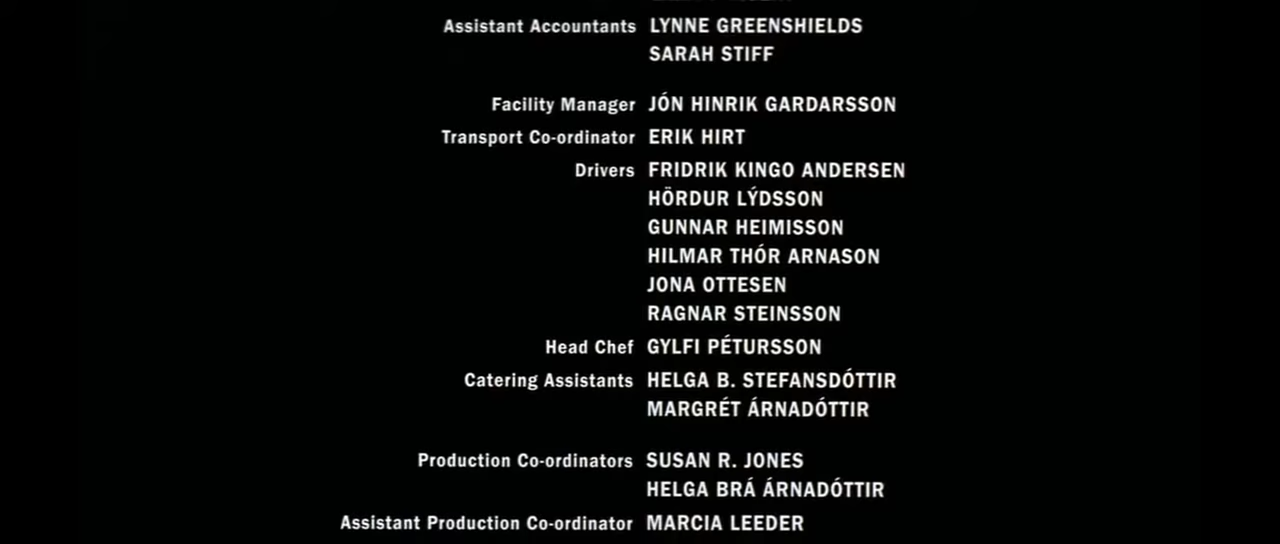 Assistant Accountants LYNNE GREENSHIELDS
SARAH STIFF
Facility Manager JÓN HINRIK GARDARSSON
Transport Co-ordinator ERIK HIRT
Drivers FRIDRIK KINGO ANDERSEN
HÖRDUR LÝDSSON
GUNNAR HEIMISSON
HILMAR THÓR ARNASON
JONA OTTESEN
RAGNAR STEINSSON
Head Chef GYLFI PÉTURSSON
Catering Assistants HELGA B. STEFANSDÓTTIR
MARGRÉT ÁRNADÓTTIR
Production Co-ordinators SUSAN R. JONES
HELGA BRÁ ÁRNADÓTTIR
Assistant Production Co-ordinator MARCIA LEEDER